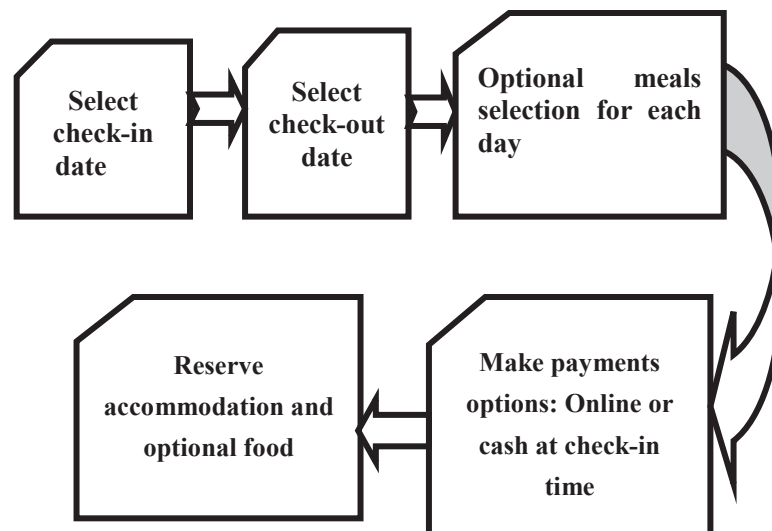 Select
check-in
date
Select
check-out
date
Optional meals
selection for each
day
Make payments
options: Online or
cash at check-in
time
Reserve
accommodation and
optional food